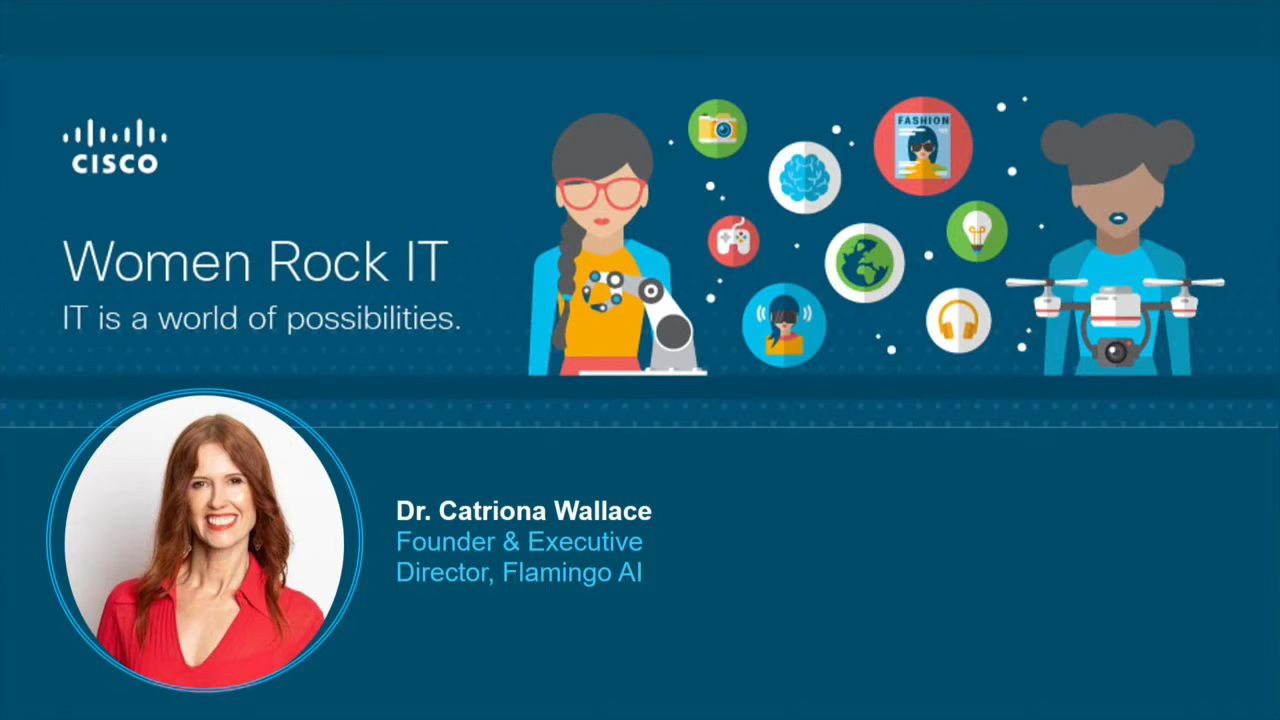 CISCO
Women Rock IT
IT is a world of possibilities.
FASHION
Dr. Catriona Wallace
Founder & Executive
Director, Flamingo AI